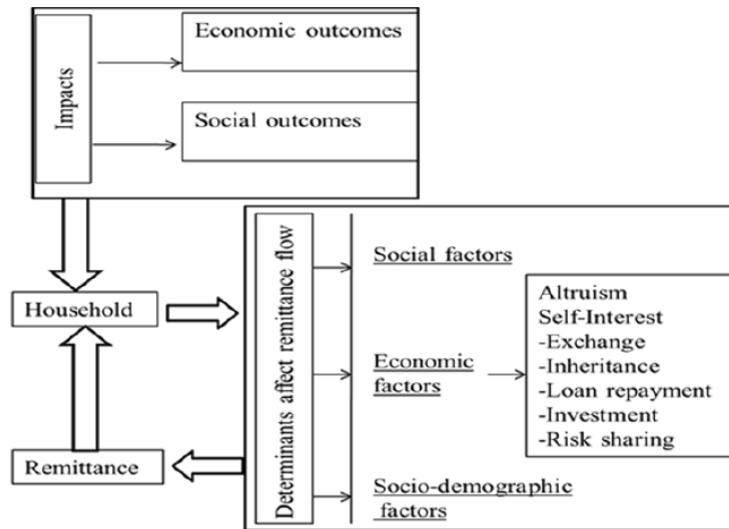 Impacts
Economic outcomes
Social outcomes
Household
Remittance
Determinants affect remittance flow
Social factors
Economic
factors
Socio-demographic
factors
Altruism
Self-Interest
-Exchange
-Inheritance
-Loan repayment
-Investment
-Risk sharing